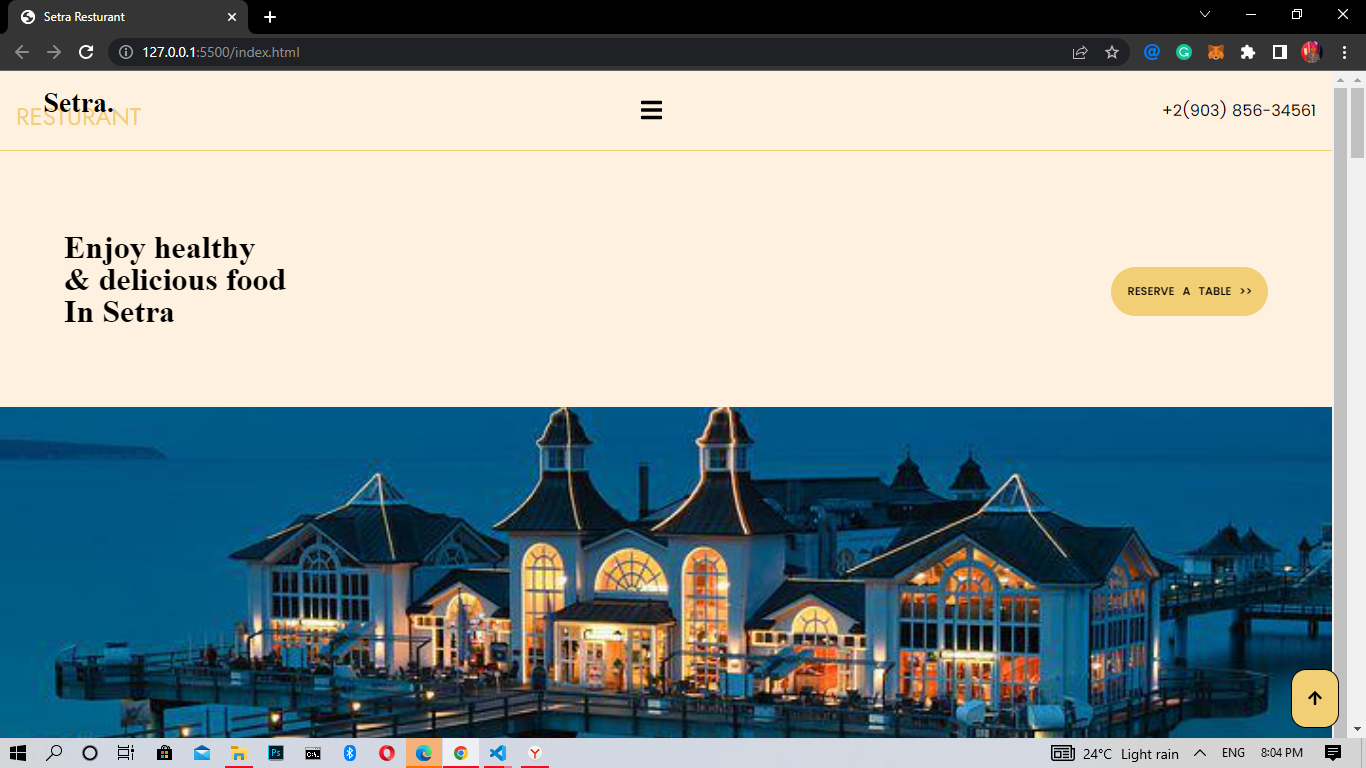 Setra Resturant
127.0.0.1:5500/index.html
Setra.
RESTURANT
+2(903) 856-34561
Enjoy healthy
& delicious food
In Setra
RESERVE A TABLE >>
24°C Light rain
ENG
8:04 PM